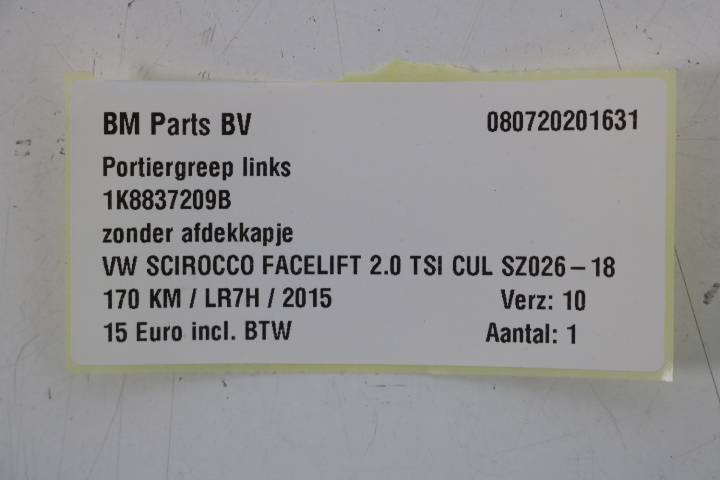 BM Parts BV 080720201631
Portiergreep links
1K8837209B
zonder afdekkapje
VW SCIROCCO FACELIFT 2.0 TSI CUL SZ026-18
170 KM / LR7H / 2015 Verz: 10
15 Euro incl. BTW Aantal: 1